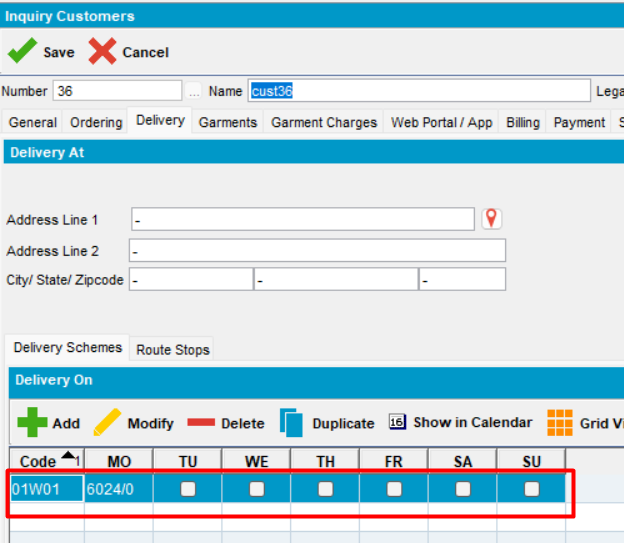 Inquiry Customers
Save Cancel
Number 36 ... Name cust36 Lega
General Ordering Delivery Garments Garment Charges Web Portal / App Billing Payment S
Delivery At
Address Line 1 -
Address Line 2 -
City/ State/ Zipcode - - -
Delivery Schemes Route Stops
Delivery On
Add Modify Delete Duplicate 16 Show in Calendar Grid Vi
Code 1 MO TU WE TH FR SA SU
01W01 6024/0